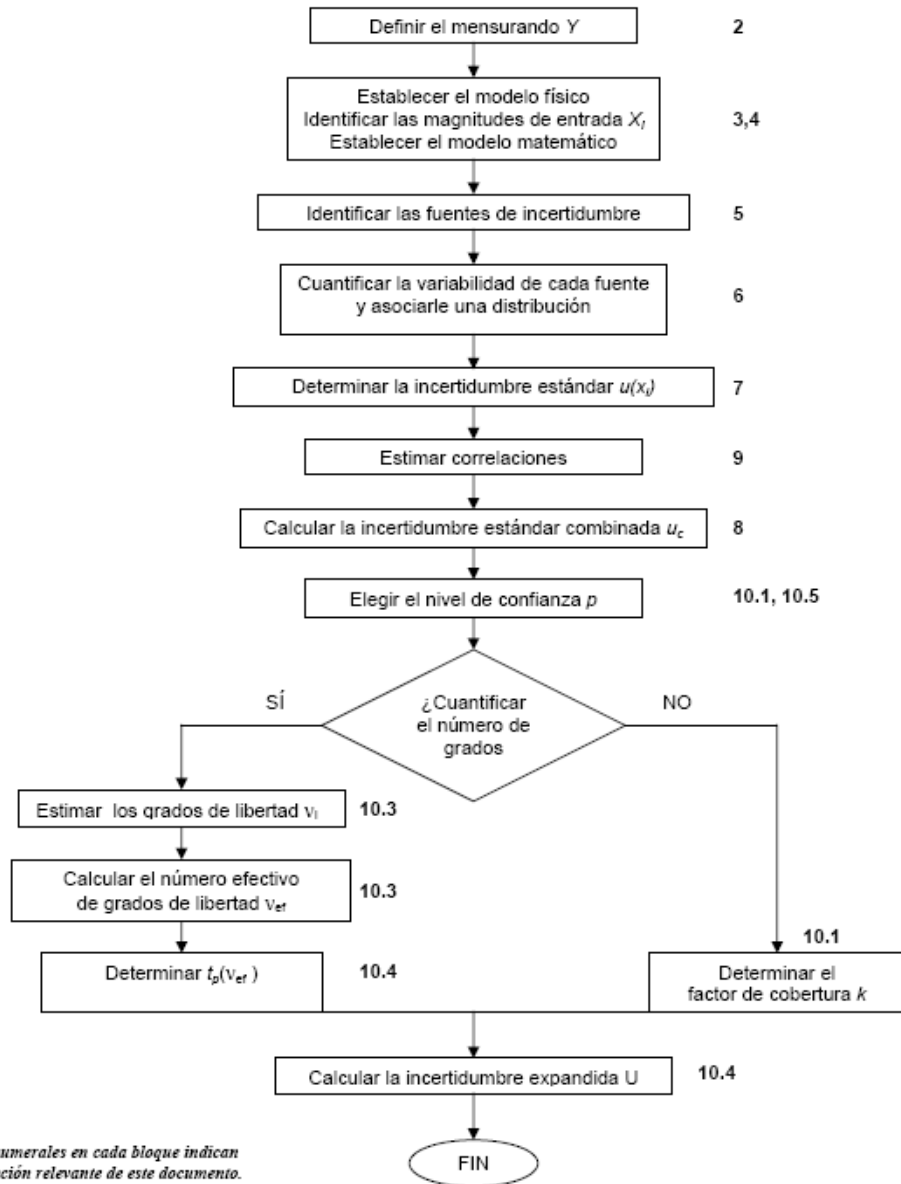 Definir el mensurando Y 2
Establecer el modelo físico
Identificar las magnitudes de entrada Xi 3,4
Establecer el modelo matemático
Identificar las fuentes de incertidumbre 5
Cuantificar la variabilidad de cada fuente
y asociarle una distribución 6
Determinar la incertidumbre estándar u(xi) 7
Estimar correlaciones 9
Calcular la incertidumbre estándar combinada uc 8
Elegir el nivel de confianza p 10.1, 10.5
¿Cuantificar
el número de
grados
SÍ
NO
Estimar los grados de libertad νi 10.3
Calcular el número efectivo
de grados de libertad νef 10.3
Determinar tp(νef ) 10.4
10.1
Determinar el
factor de cobertura k
Calcular la incertidumbre expandida U 10.4
FIN
umerales en cada bloque indican
ción relevante de este documento.